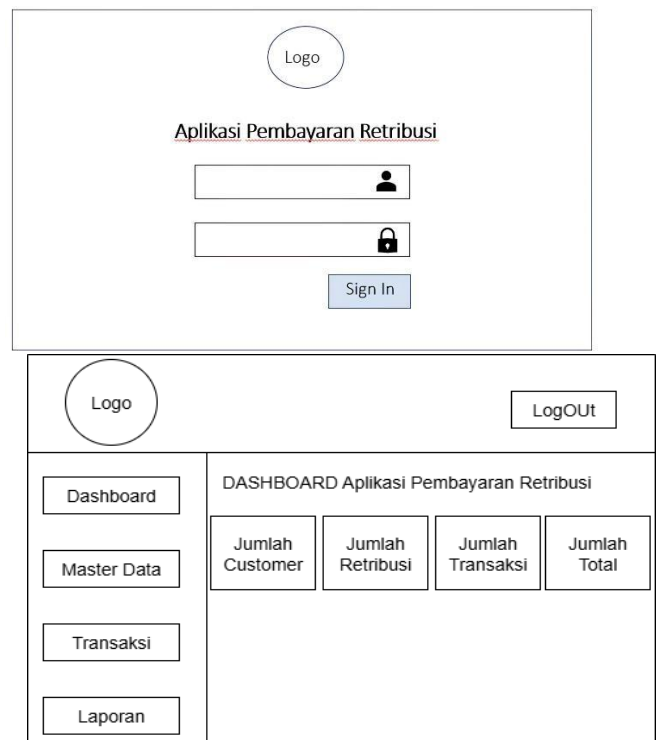 Logo
Aplikasi Pembayaran Retribusi
Sign In
Logo
LogOUt
Dashboard
Master Data
Transaksi
Laporan
DASHBOARD Aplikasi Pembayaran Retribusi
Jumlah
Customer
Jumlah
Retribusi
Jumlah
Transaksi
Jumlah
Total